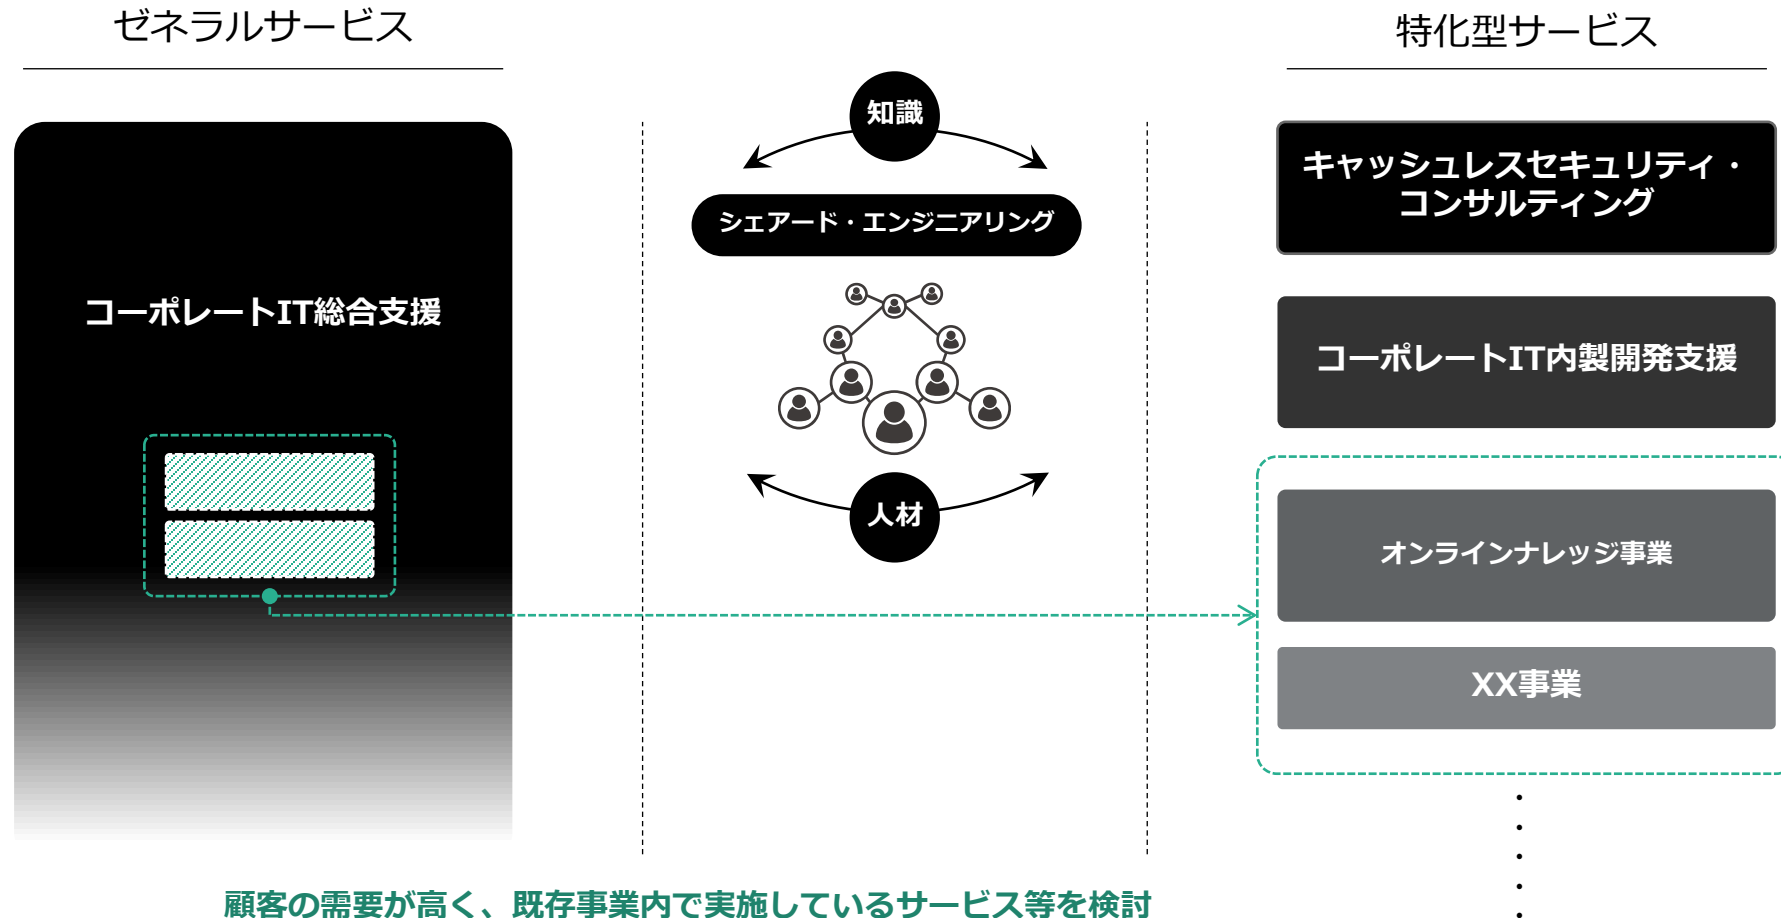 ゼネラルサービス
コーポレートIT総合支援
知識
シェアード・エンジニアリング
人材
特化型サービス
キャッシュレスセキュリティ・
コンサルティング
コーポレートIT内製開発支援
オンラインナレッジ事業
XX事業
・
・
・
・
・
顧客の需要が高く、既存事業内で実施しているサービス等を検討